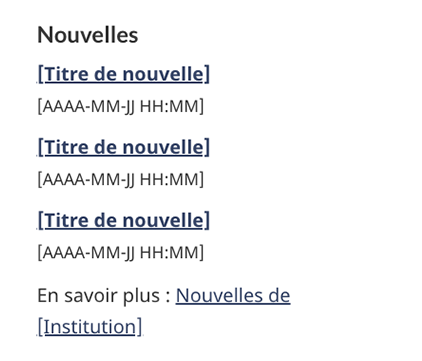 Nouvelles
[Titre de nouvelle]
[AAAA-MM-JJ HH:MM]
[Titre de nouvelle]
[AAAA-MM-JJ HH:MM]
[Titre de nouvelle]
[AAAA-MM-JJ HH:MM]
En savoir plus : Nouvelles de
[Institution]